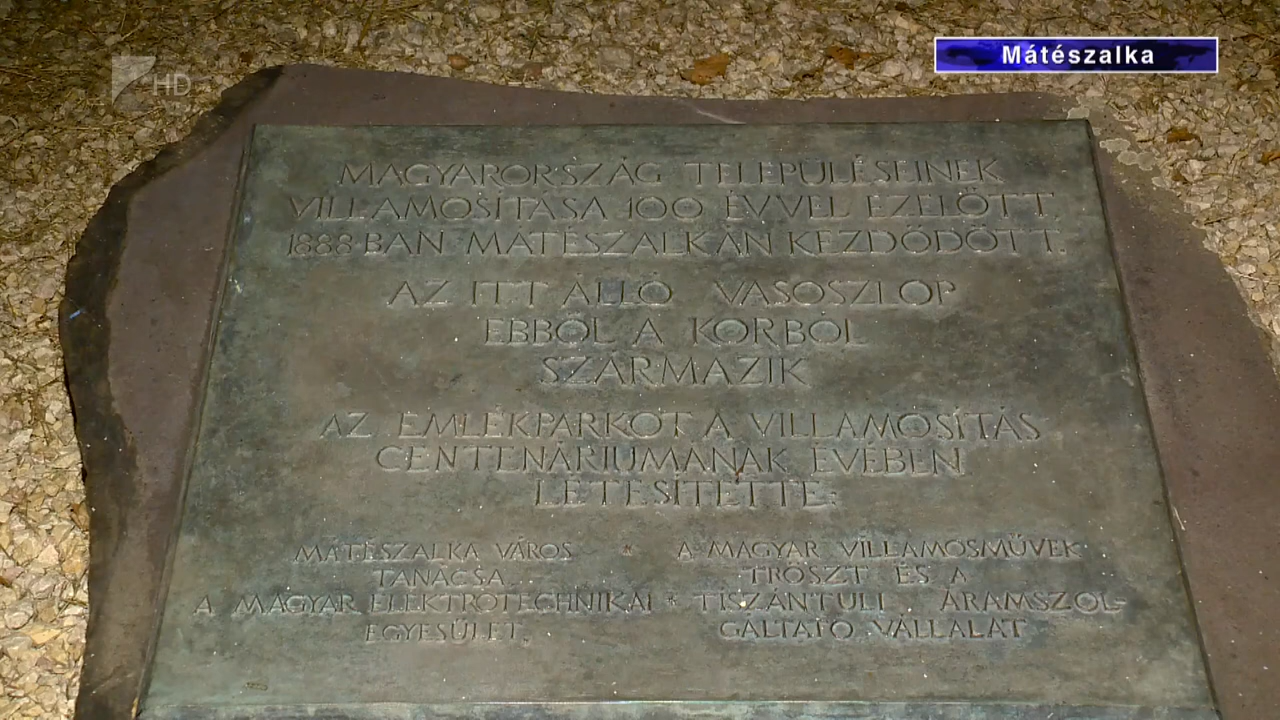 HD
Mátészalka
MAGYARORSZÁG TELEPÜLÉSEINEK
VILLAMOSÍTÁSA 100 ÉVVEL EZELŐTT,
1888-BAN MÁTÉSZALKÁN KEZDŐDÖTT.
AZ ITT ÁLLÓ VASOSZLOP
EBBŐL A KORBÓL
SZÁRMAZIK
AZ EMLÉKPARKOT A VILLAMOSÍTÁS
CENTENÁRIUMÁNAK ÉVÉBEN
LÉTESÍTETTE:
MÁTÉSZALKA VÁROS * A MAGYAR VILLAMOSMŰVEK
TANÁCSA TRÖSZT ÉS A
A MAGYAR ELEKTROTECHNIKAI * TISZÁNTÚLI ÁRAMSZOL=
EGYESÜLET, GÁLTATÓ VÁLLALAT